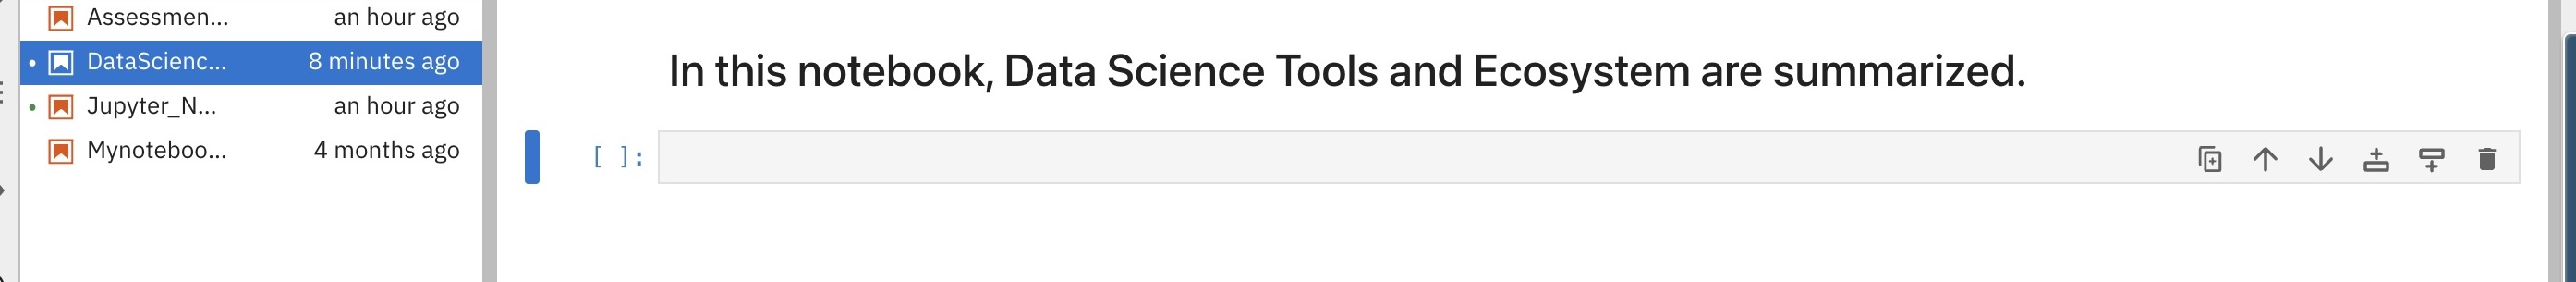 Assessmen... an hour ago
DataScienc... 8 minutes ago
Jupyter_N... an hour ago
Mynoteboo... 4 months ago
In this notebook, Data Science Tools and Ecosystem are summarized.
[ ]: